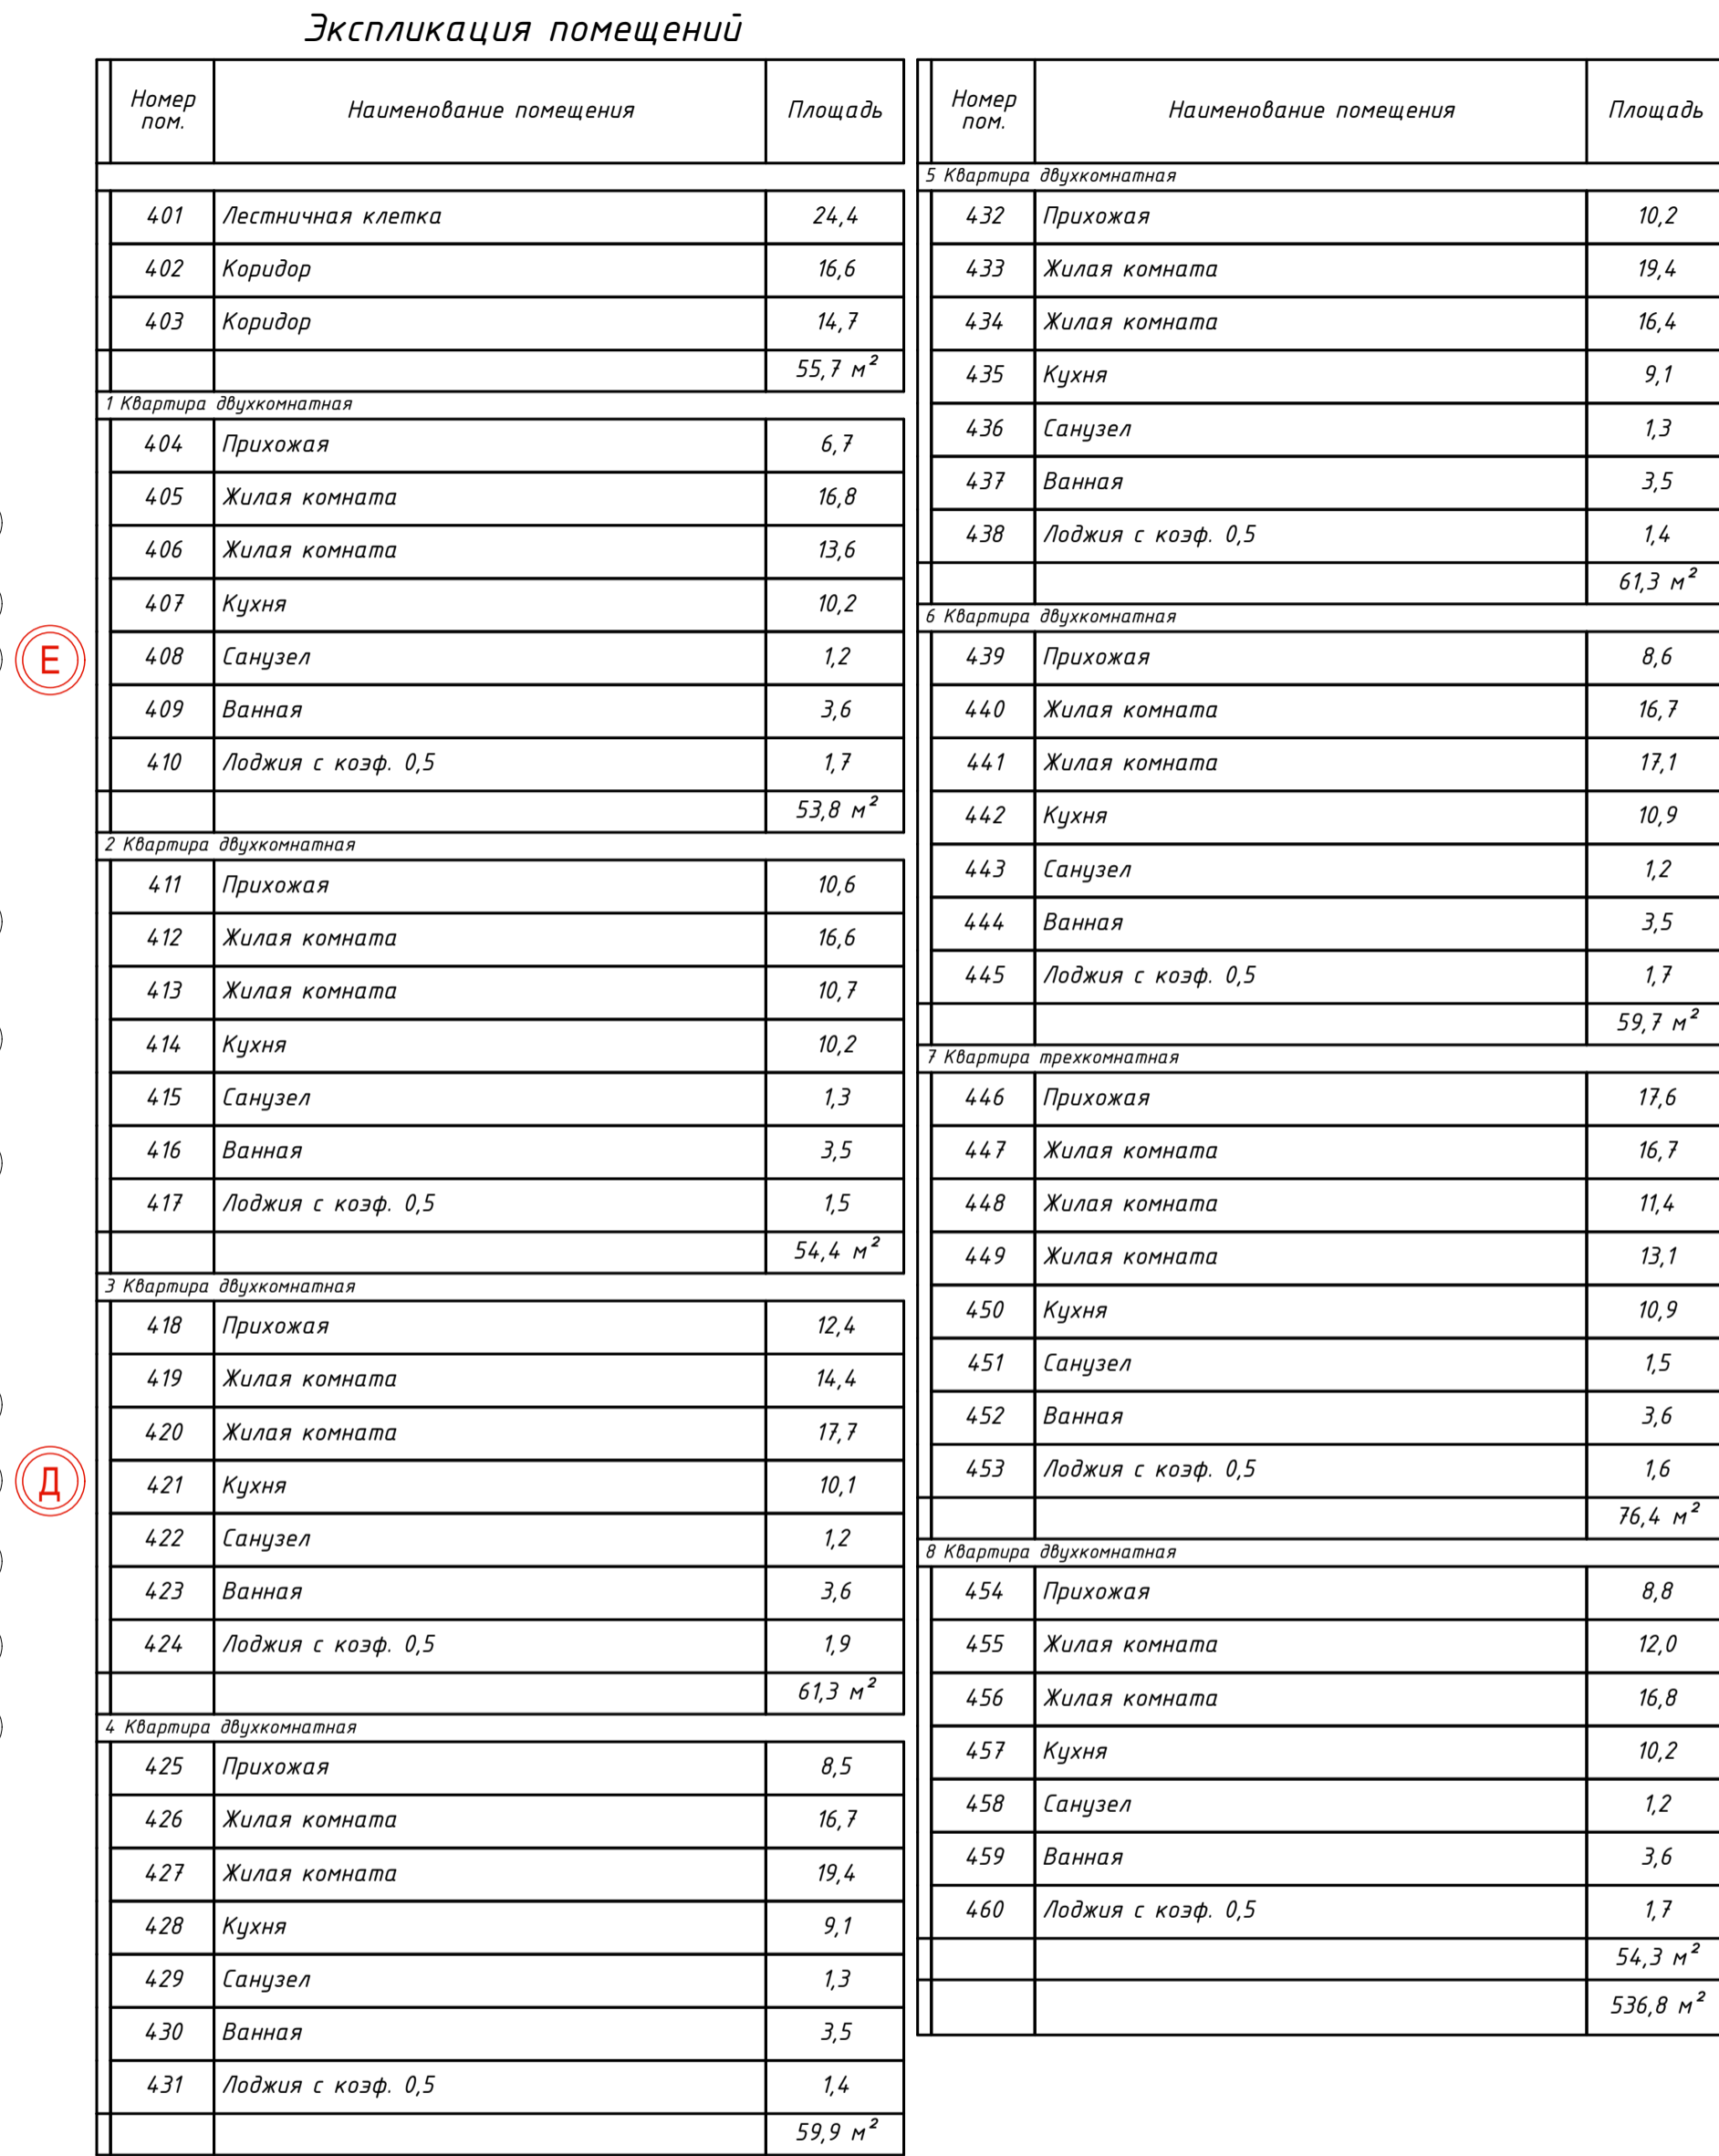 Экспликация помещений
Номер пом. Наименование помещения Площадь
401 Лестничная клетка 24,4
402 Коридор 16,6
403 Коридор 14,7
55,7 м²
1 Квартира двухкомнатная
404 Прихожая 6,7
405 Жилая комната 16,8
406 Жилая комната 13,6
407 Кухня 10,2
408 Санузел 1,2
409 Ванная 3,6
410 Лоджия с коэф. 0,5 1,7
53,8 м²
2 Квартира двухкомнатная
411 Прихожая 10,6
412 Жилая комната 16,6
413 Жилая комната 10,7
414 Кухня 10,2
415 Санузел 1,3
416 Ванная 3,5
417 Лоджия с коэф. 0,5 1,5
54,4 м²
3 Квартира двухкомнатная
418 Прихожая 12,4
419 Жилая комната 14,4
420 Жилая комната 17,7
421 Кухня 10,1
422 Санузел 1,2
423 Ванная 3,6
424 Лоджия с коэф. 0,5 1,9
61,3 м²
4 Квартира двухкомнатная
425 Прихожая 8,5
426 Жилая комната 16,7
427 Жилая комната 19,4
428 Кухня 9,1
429 Санузел 1,3
430 Ванная 3,5
431 Лоджия с коэф. 0,5 1,4
59,9 м²
Номер пом. Наименование помещения Площадь
5 Квартира двухкомнатная
432 Прихожая 10,2
433 Жилая комната 19,4
434 Жилая комната 16,4
435 Кухня 9,1
436 Санузел 1,3
437 Ванная 3,5
438 Лоджия с коэф. 0,5 1,4
61,3 м²
6 Квартира двухкомнатная
439 Прихожая 8,6
440 Жилая комната 16,7
441 Жилая комната 17,1
442 Кухня 10,9
443 Санузел 1,2
444 Ванная 3,5
445 Лоджия с коэф. 0,5 1,7
59,7 м²
7 Квартира трехкомнатная
446 Прихожая 17,6
447 Жилая комната 16,7
448 Жилая комната 11,4
449 Жилая комната 13,1
450 Кухня 10,9
451 Санузел 1,5
452 Ванная 3,6
453 Лоджия с коэф. 0,5 1,6
76,4 м²
8 Квартира двухкомнатная
454 Прихожая 8,8
455 Жилая комната 12,0
456 Жилая комната 16,8
457 Кухня 10,2
458 Санузел 1,2
459 Ванная 3,6
460 Лоджия с коэф. 0,5 1,7
54,3 м²
536,8 м²
Е
Д